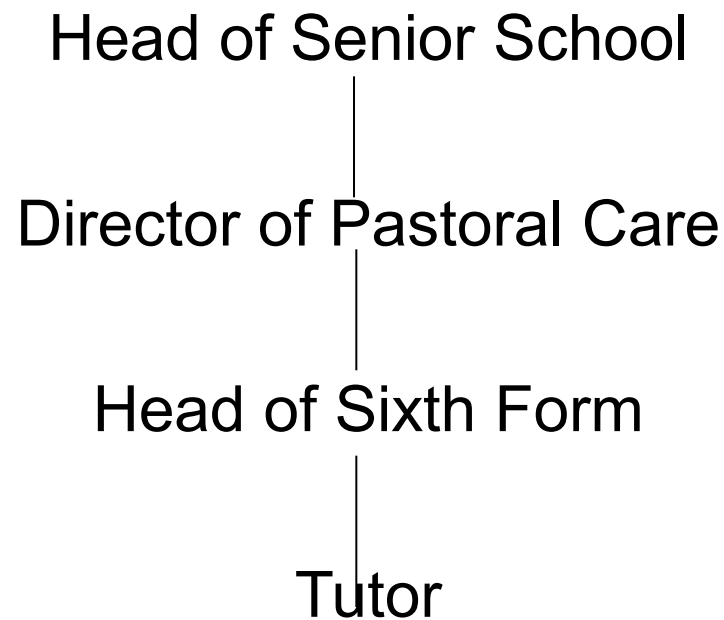 Head of Senior School
Director of Pastoral Care
Head of Sixth Form
Tutor